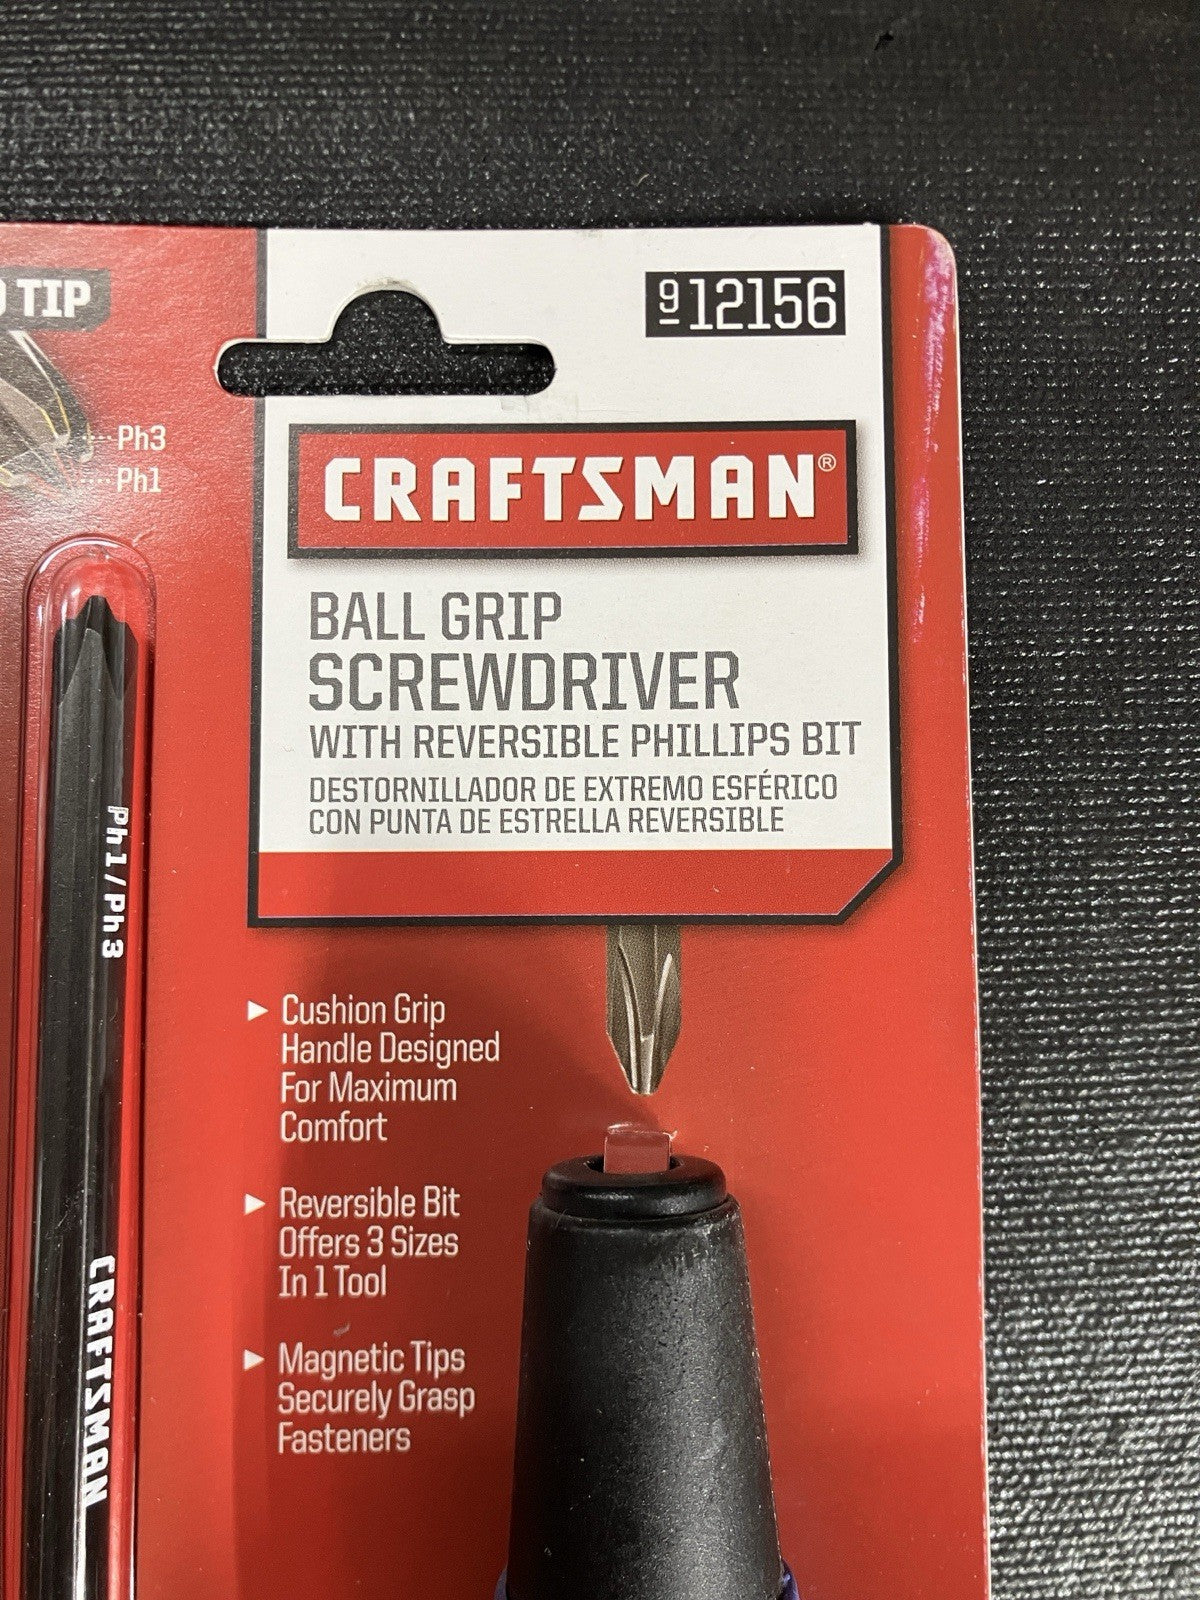 TIP
Ph3
Ph1
9 12156
CRAFTSMAN®
BALL GRIP
SCREWDRIVER
WITH REVERSIBLE PHILLIPS BIT
DESTORNILLADOR DE EXTREMO ESFÉRICO
CON PUNTA DE ESTRELLA REVERSIBLE
Ph1/Ph3
CRAFTSMAN
Cushion Grip
Handle Designed
For Maximum
Comfort
Reversible Bit
Offers 3 Sizes
In 1 Tool
Magnetic Tips
Securely Grasp
Fasteners